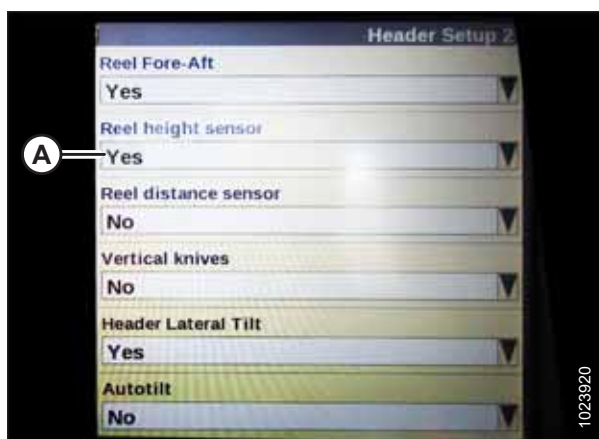 Header Setup 2
Reel Fore-Aft
Yes
Reel height sensor
A
Yes
Reel distance sensor
No
Vertical knives
No
Header Lateral Tilt
Yes
Autotilt
No
1023920